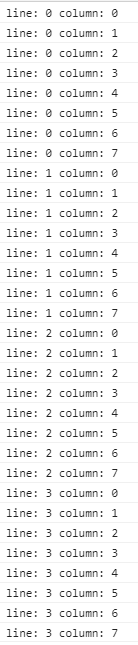 line: 0 column: 0
line: 0 column: 1
line: 0 column: 2
line: 0 column: 3
line: 0 column: 4
line: 0 column: 5
line: 0 column: 6
line: 0 column: 7
line: 1 column: 0
line: 1 column: 1
line: 1 column: 2
line: 1 column: 3
line: 1 column: 4
line: 1 column: 5
line: 1 column: 6
line: 1 column: 7
line: 2 column: 0
line: 2 column: 1
line: 2 column: 2
line: 2 column: 3
line: 2 column: 4
line: 2 column: 5
line: 2 column: 6
line: 2 column: 7
line: 3 column: 0
line: 3 column: 1
line: 3 column: 2
line: 3 column: 3
line: 3 column: 4
line: 3 column: 5
line: 3 column: 6
line: 3 column: 7